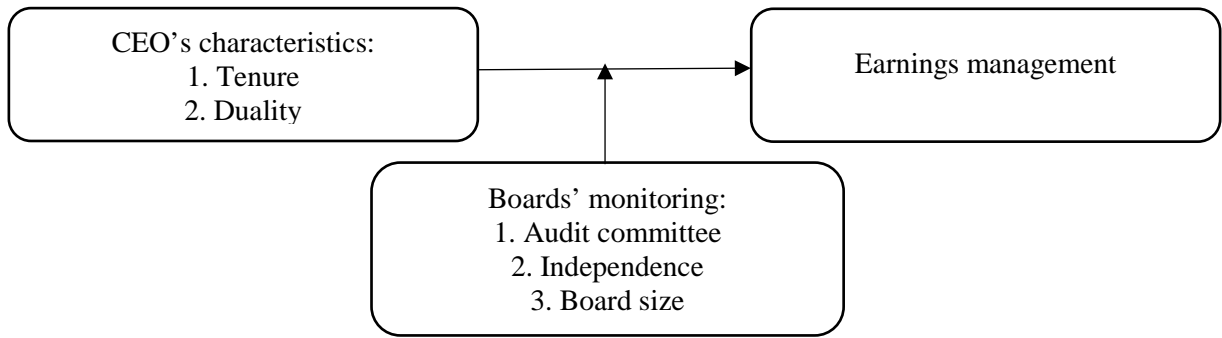 CEO’s characteristics:
1. Tenure
2. Duality
Earnings management
Boards’ monitoring:
1. Audit committee
2. Independence
3. Board size